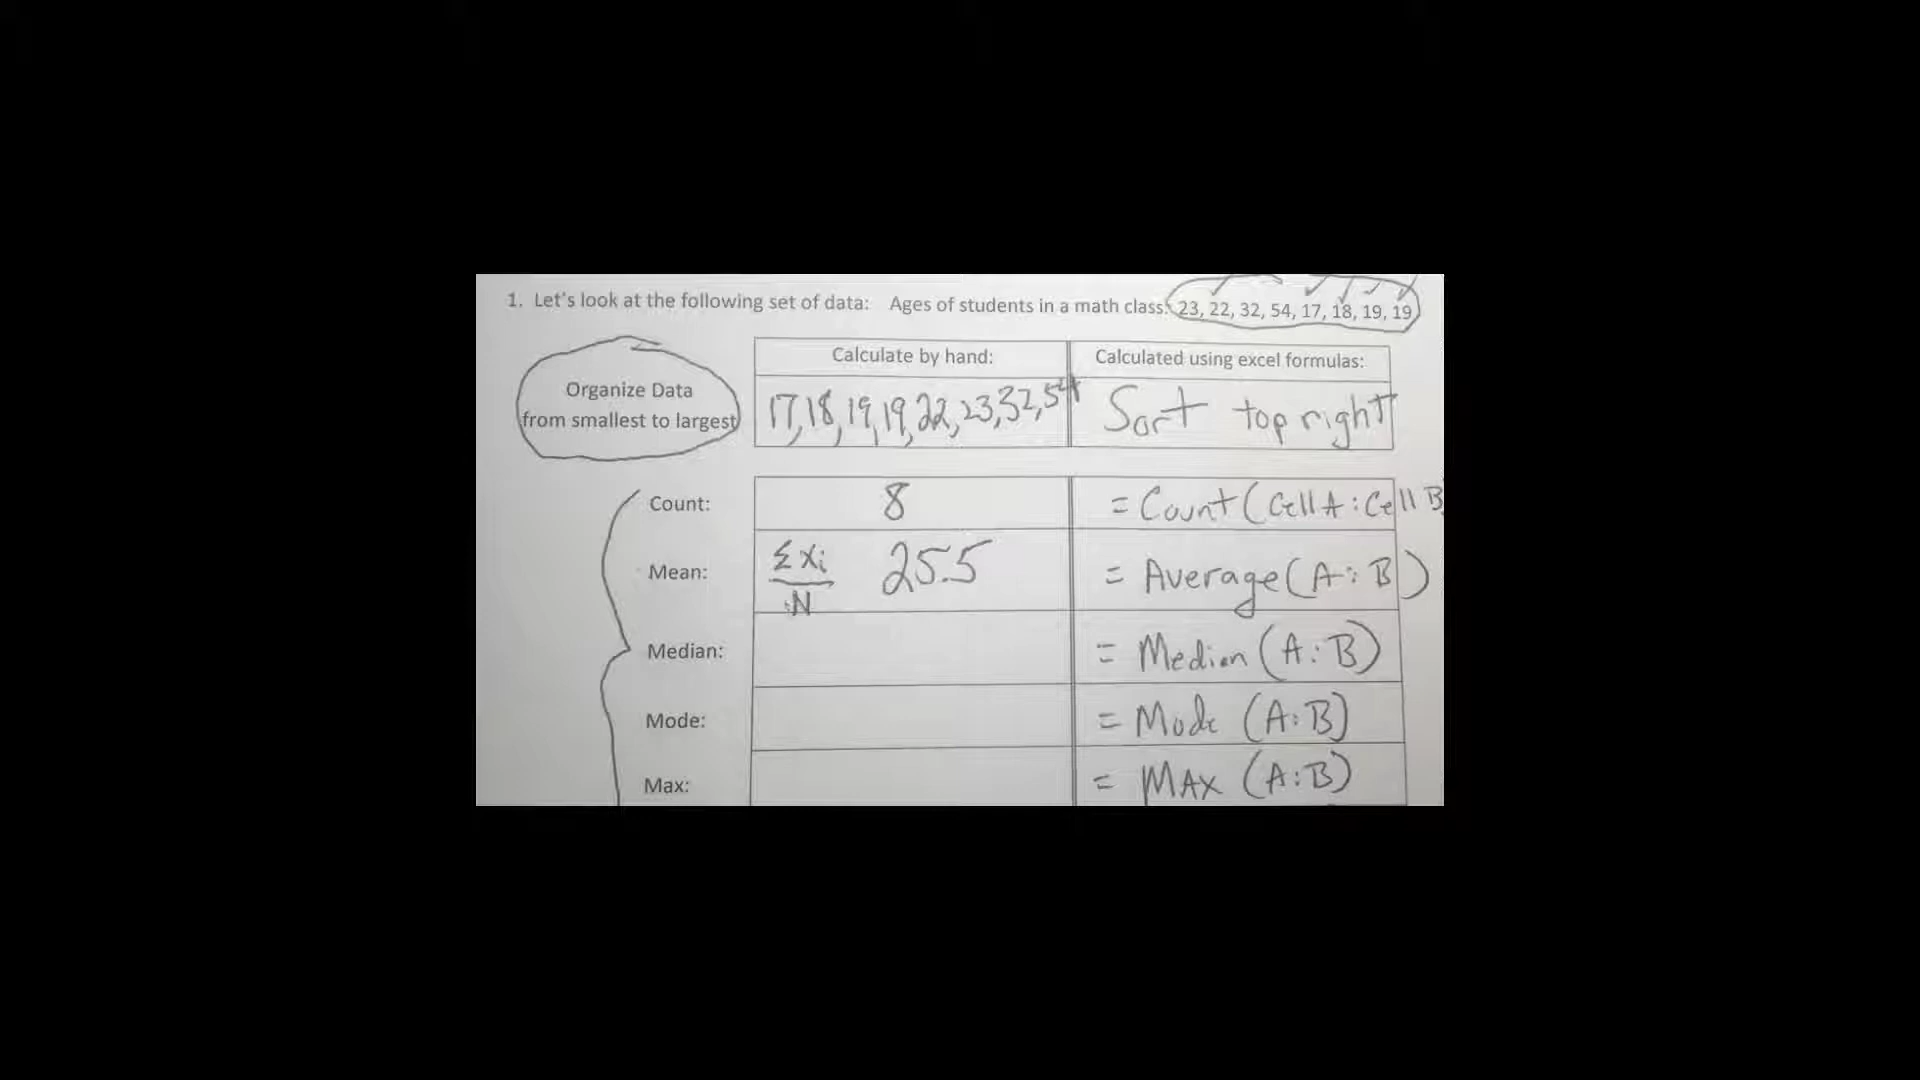 1. Let's look at the following set of data: Ages of students in a math class: 23, 22, 32, 54, 17, 18, 19, 19
Calculate by hand: Calculated using excel formulas:
Organize Data
from smallest to largest
17, 18, 19, 19, 22, 23, 32, 54 Sort top right
Count: 8 = Count (Cell A : Cell B
Mean: Σxi / N 25.5 = Average (A : B)
Median: = Median (A : B)
Mode: = Mode (A : B)
Max: = MAX (A : B)